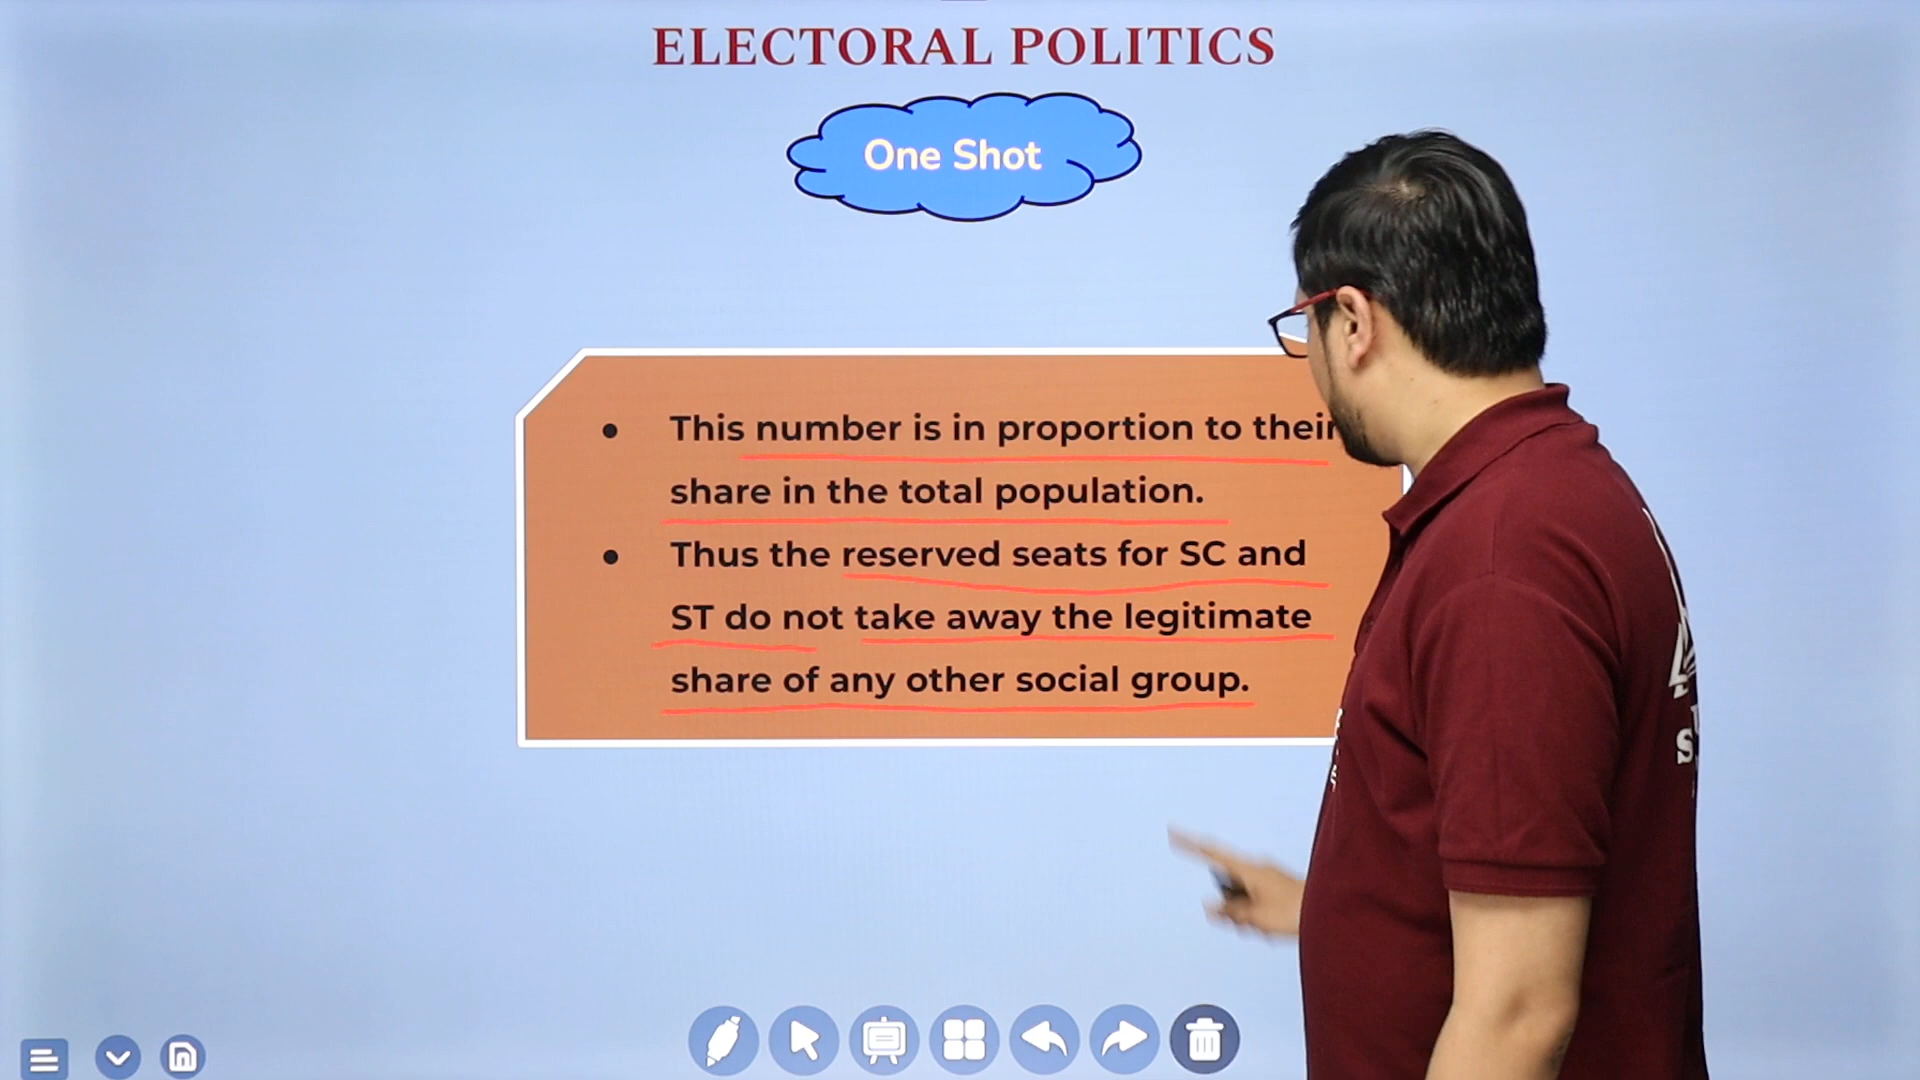 ELECTORAL POLITICS
One Shot
• This number is in proportion to their
share in the total population.
• Thus the reserved seats for SC and
ST do not take away the legitimate
share of any other social group.